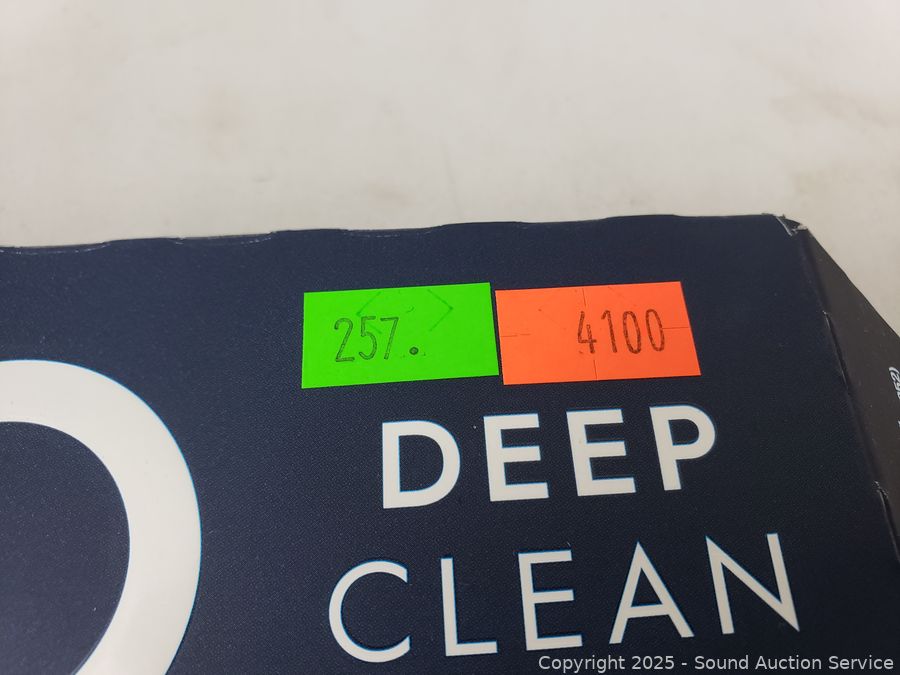 257.
4100
DEEP
CLEAN
Copyright 2025 - Sound Auction Service